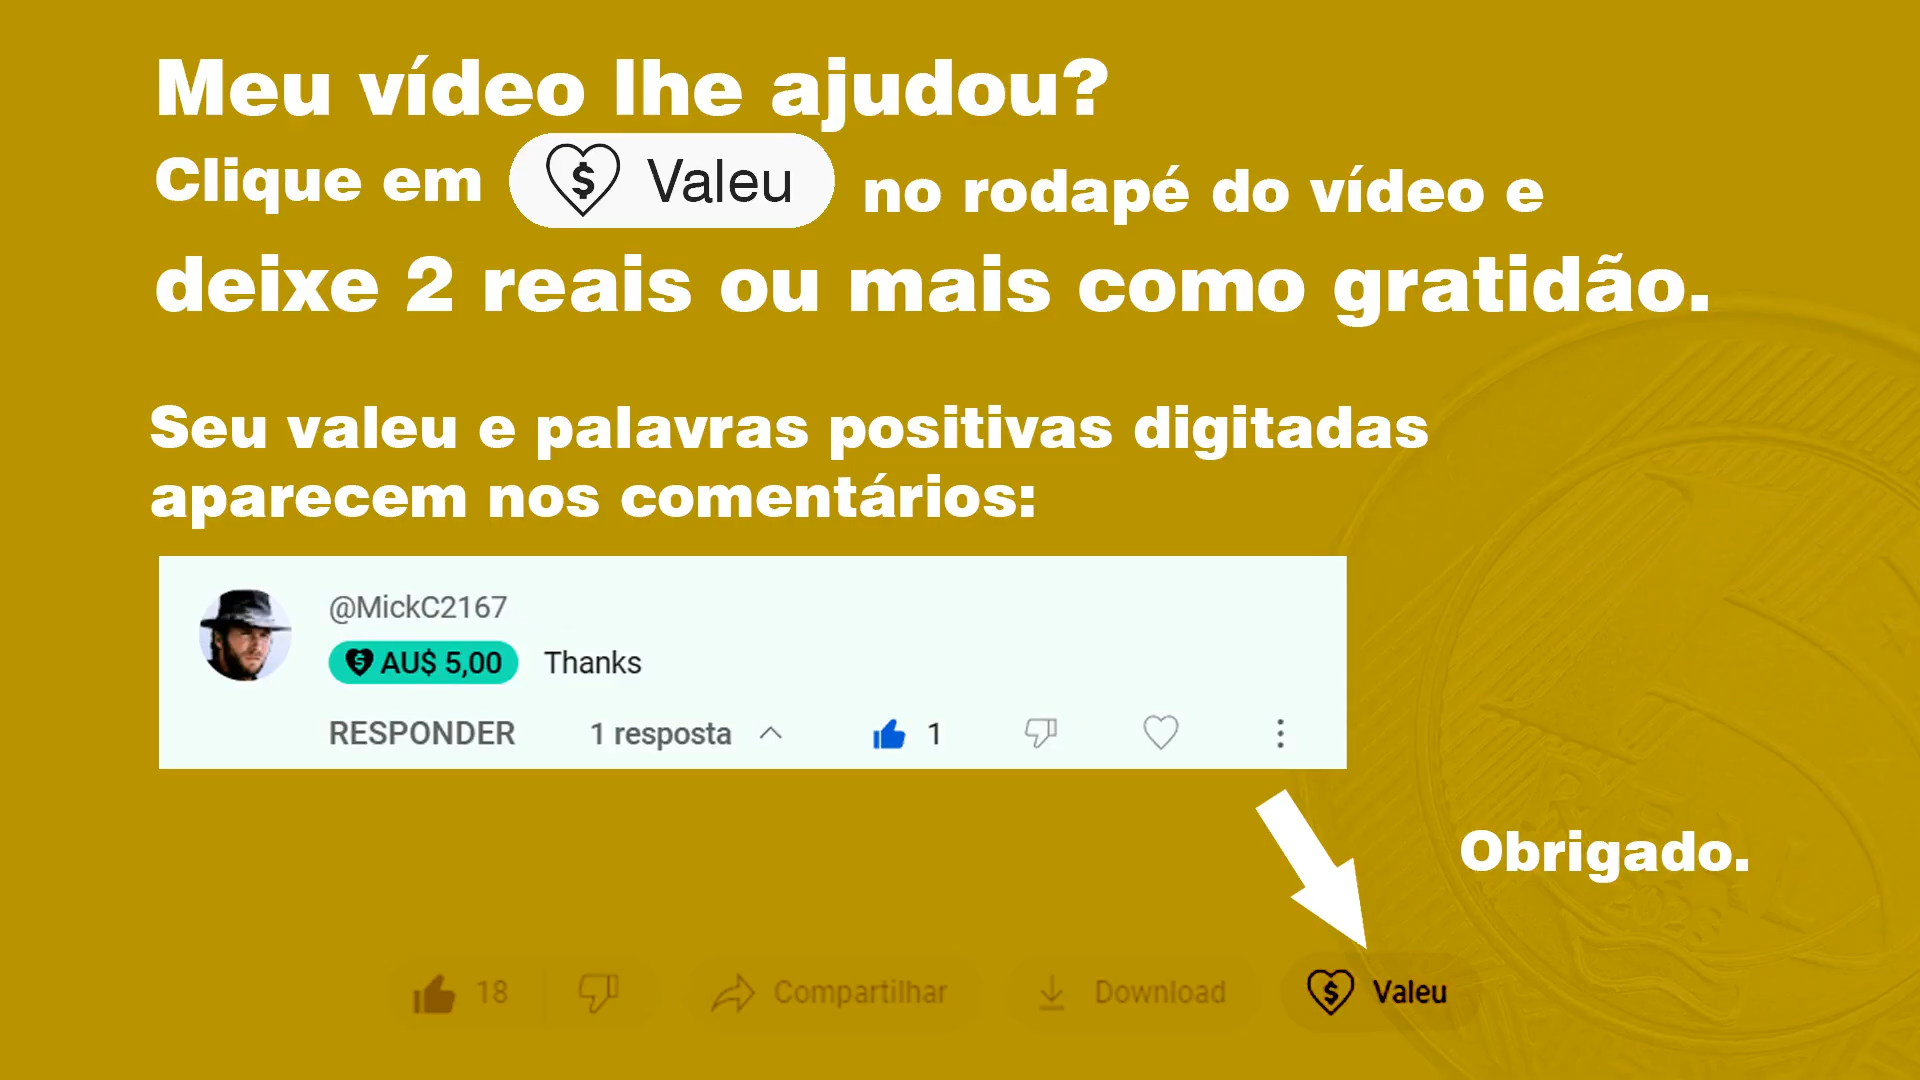 Meu vídeo lhe ajudou?
Clique em Valeu no rodapé do vídeo e
deixe 2 reais ou mais como gratidão.
Seu valeu e palavras positivas digitadas
aparecem nos comentários:
@MickC2167
AU$ 5,00 Thanks
RESPONDER 1 resposta 1
Obrigado.
18 Compartilhar Download Valeu